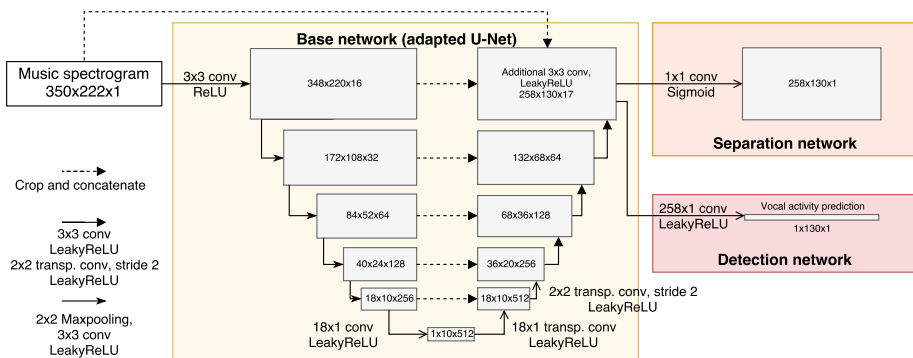 Base network (adapted U-Net)
Music spectrogram
350x222x1
3x3 conv
ReLU
348x220x16
Additional 3x3 conv,
LeakyReLU
258x130x17
1x1 conv
Sigmoid
258x130x1
Separation network
172x108x32
132x68x64
Crop and concatenate
84x52x64
68x36x128
258x1 conv
LeakyReLU
Vocal activity prediction
1x130x1
Detection network
3x3 conv
LeakyReLU
2x2 transp. conv, stride 2
LeakyReLU
40x24x128
36x20x256
18x10x256
18x10x512
2x2 transp. conv, stride 2
LeakyReLU
2x2 Maxpooling,
3x3 conv
LeakyReLU
18x1 conv
LeakyReLU
1x10x512
18x1 transp. conv
LeakyReLU